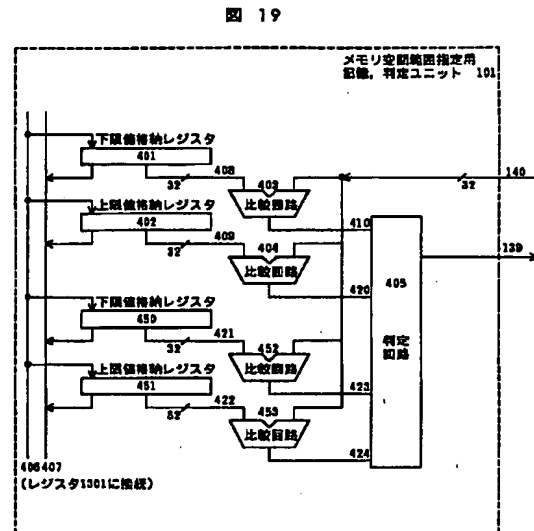 図 19
メモリ空間範囲指定用
記憶,判定ユニット 101
下限値格納レジスタ
401
408
32
403
比較回路
32
140
上限値格納レジスタ
402
409
32
404
比較回路
410
139
420
405
判定
回路
下限値格納レジスタ
450
421
32
452
比較回路
423
上限値格納レジスタ
451
422
32
453
比較回路
424
406 407
(レジスタ1301に接続)